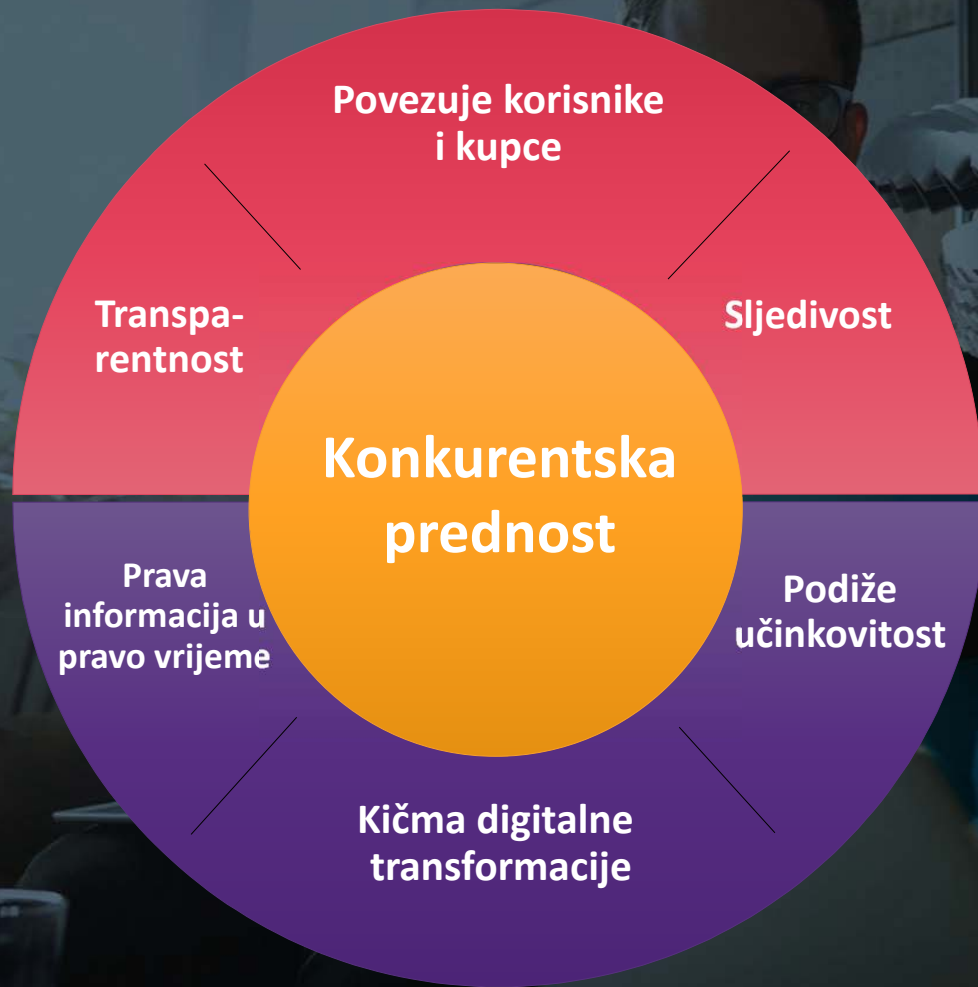 Povezuje korisnike
i kupce
Transpa-
rentnost
Sljedivost
Konkurentska
prednost
Prava
informacija u
pravo vrijeme
Podiže
učinkovitost
Kičma digitalne
transformacije